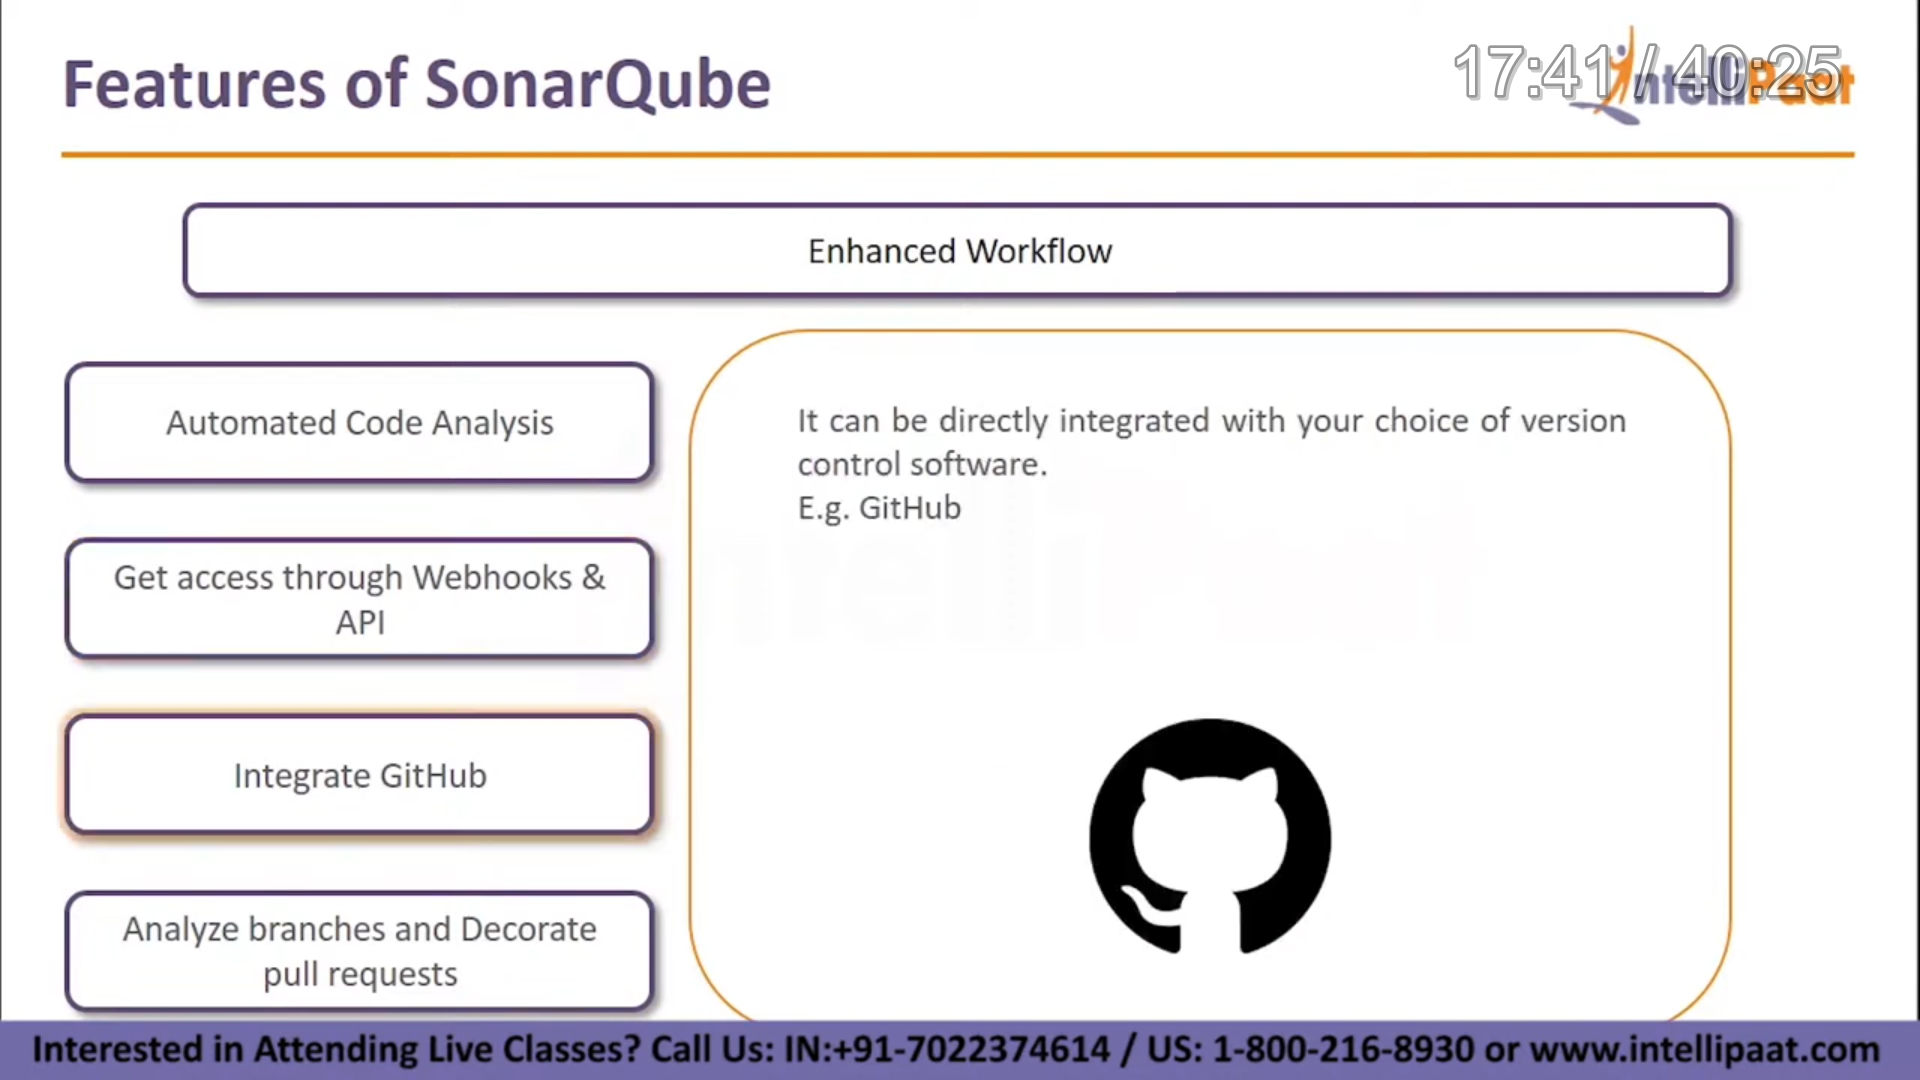 Features of SonarQube
17:41 / 40:25
IntelliPaat
Enhanced Workflow
Automated Code Analysis
Get access through Webhooks &
API
Integrate GitHub
Analyze branches and Decorate
pull requests
It can be directly integrated with your choice of version
control software.
E.g. GitHub
Interested in Attending Live Classes? Call Us: IN:+91-7022374614 / US: 1-800-216-8930 or www.intellipaat.com